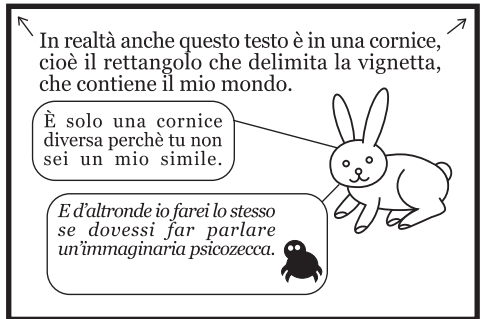 In realtà anche questo testo è in una cornice,
cioè il rettangolo che delimita la vignetta,
che contiene il mio mondo.
È solo una cornice
diversa perchè tu non
sei un mio simile.
E d'altronde io farei lo stesso
se dovessi far parlare
un'immaginaria psicozecca.